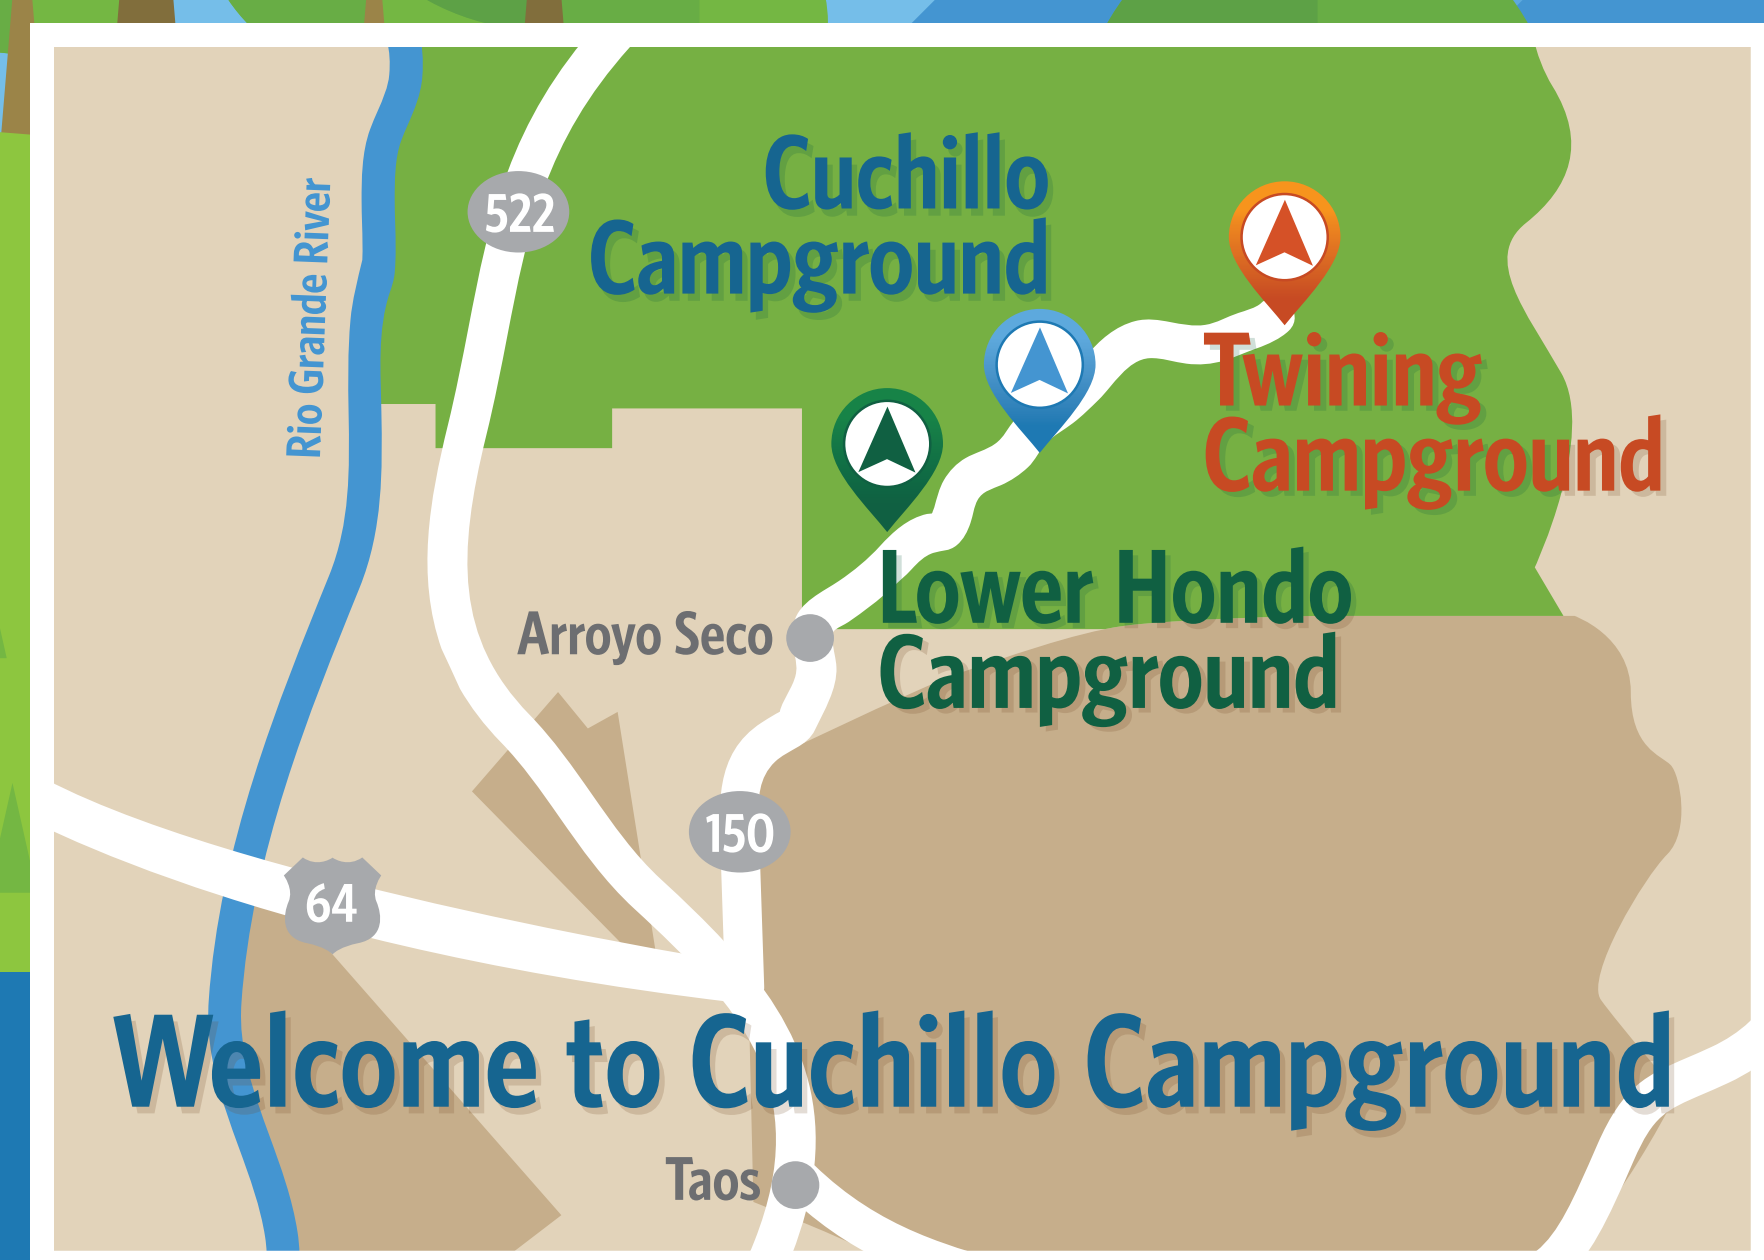 Cuchillo
Campground
522
Rio Grande River
Twining
Campground
Lower Hondo
Campground
Arroyo Seco
150
64
Welcome to Cuchillo Campground
Taos